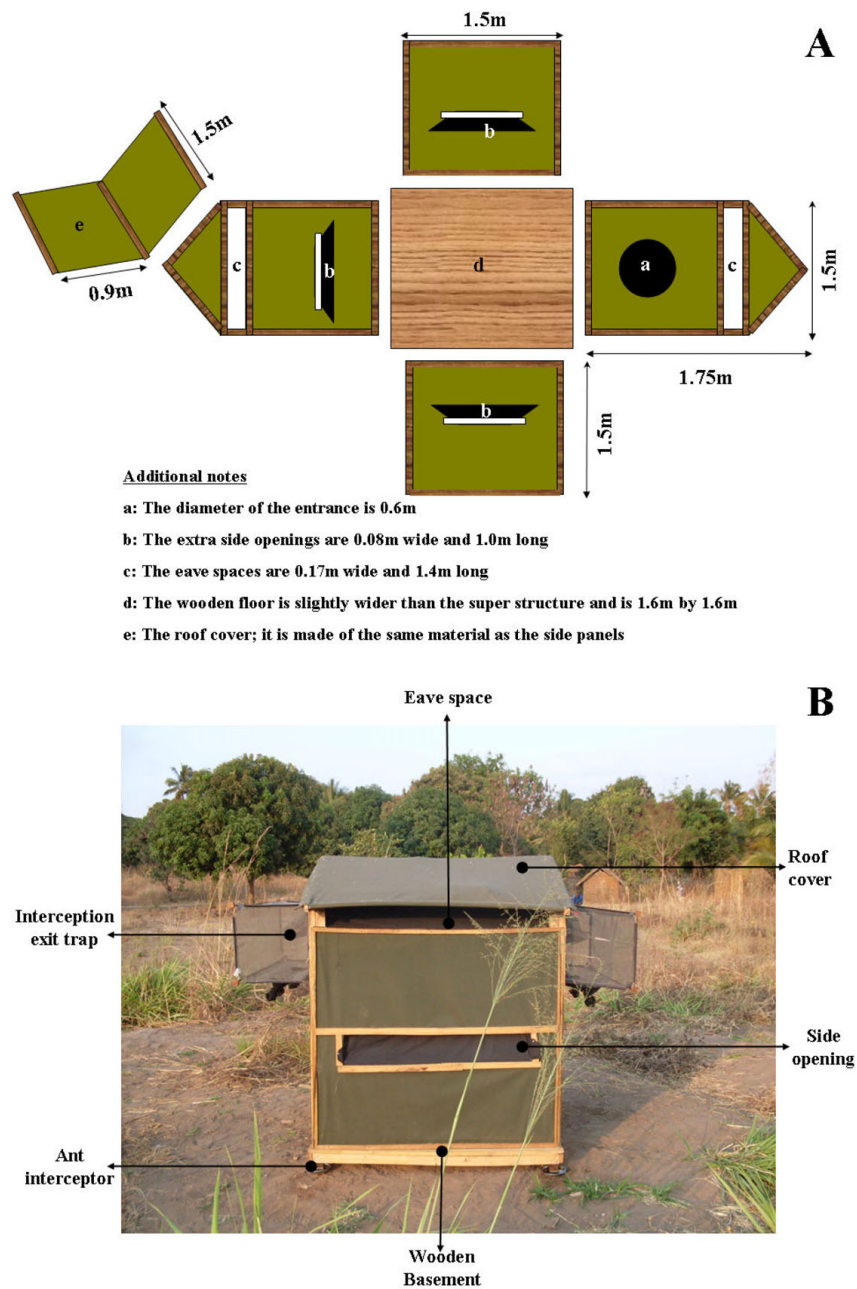 1.5m
A
b
1.5m
e
0.9m
c
b
d
a
c
1.5m
1.75m
b
1.5m
Additional notes
a: The diameter of the entrance is 0.6m
b: The extra side openings are 0.08m wide and 1.0m long
c: The eave spaces are 0.17m wide and 1.4m long
d: The wooden floor is slightly wider than the super structure and is 1.6m by 1.6m
e: The roof cover; it is made of the same material as the side panels
Eave space
B
Roof
cover
Interception
exit trap
Side
opening
Ant
interceptor
Wooden
Basement